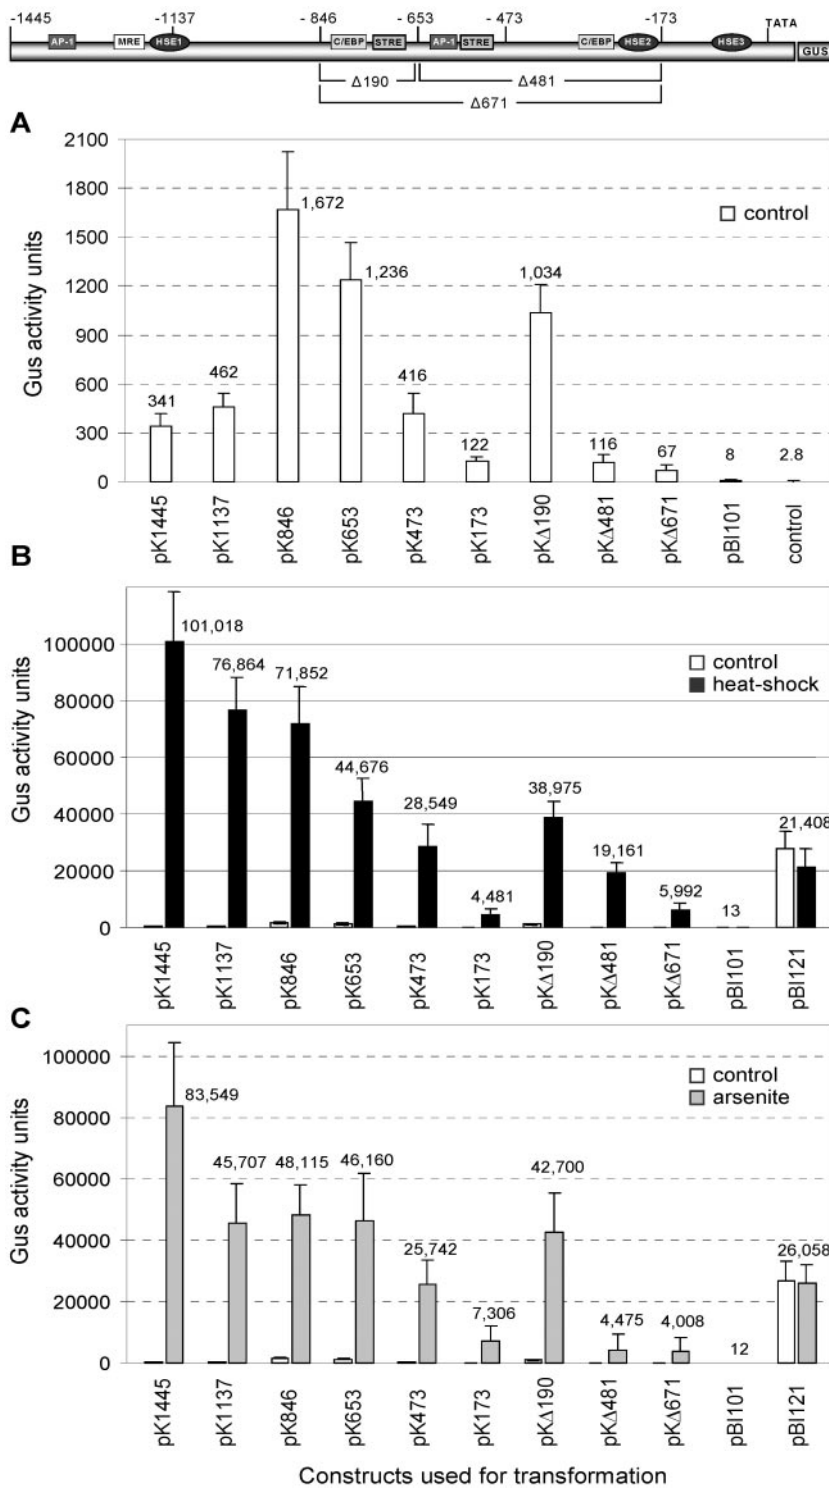 -1445 -1137 - 846 - 653 - 473 -173 TATA
AP-1 MRE HSE1 C/EBP STRE AP-1 STRE C/EBP HSE2 HSE3 GUS
Δ190 Δ481
Δ671
A
Gus activity units
2100
1800
1500
1200
900
600
300
0
control
341 462 1,672 1,236 416 122 1,034 116 67 8 2.8
pK1445 pK1137 pK846 pK653 pK473 pK173 pKΔ190 pKΔ481 pKΔ671 pBI101 control
B
Gus activity units
100000
80000
60000
40000
20000
0
control
heat-shock
101,018 76,864 71,852 44,676 28,549 4,481 38,975 19,161 5,992 13 21,408
pK1445 pK1137 pK846 pK653 pK473 pK173 pKΔ190 pKΔ481 pKΔ671 pBI101 pBI121
C
Gus activity units
100000
80000
60000
40000
20000
0
control
arsenite
83,549 45,707 48,115 46,160 25,742 7,306 42,700 4,475 4,008 12 26,058
pK1445 pK1137 pK846 pK653 pK473 pK173 pKΔ190 pKΔ481 pKΔ671 pBI101 pBI121
Constructs used for transformation